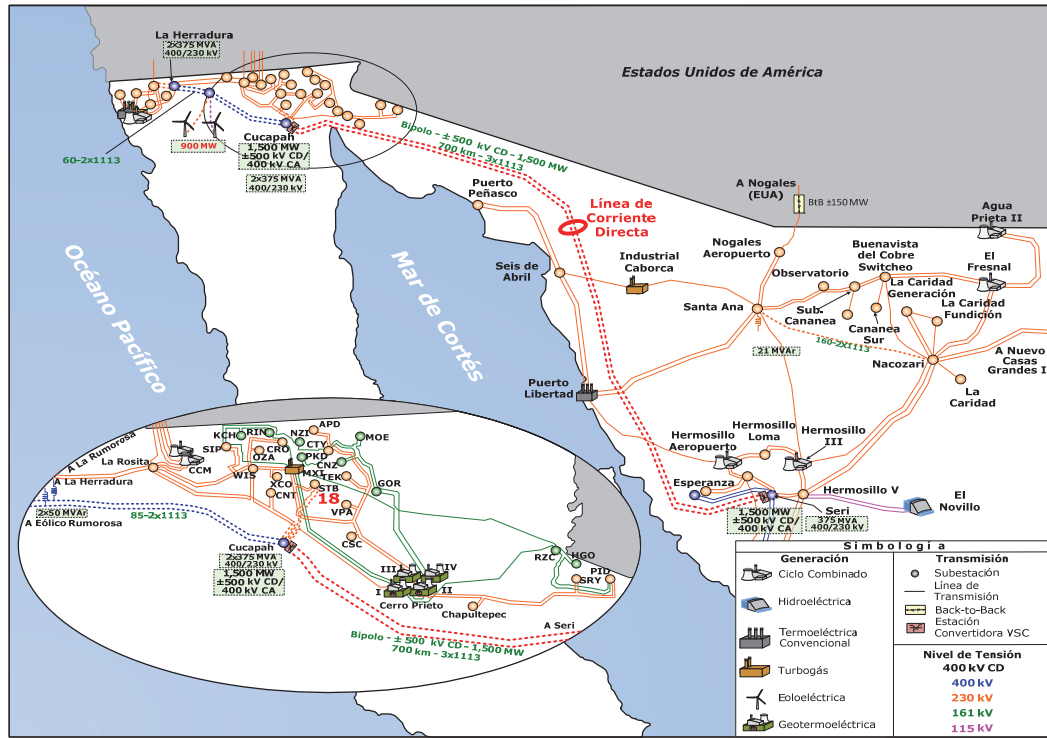 La Herradura
2x375 MVA
400/230 kV
Estados Unidos de América
60-2x1113
900 MW
Cucapah
1,500 MW
±500 kV CD/
400 kV CA
2x375 MVA
400/230 kV
Bipolo - ± 500 kV CD - 1,500 MW
700 km - 3x1113
Océano Pacífico
Mar de Cortés
Puerto
Peñasco
Línea de
Corriente
Directa
A Nogales
(EUA)
BtB ±150 MW
Agua
Prieta II
Nogales
Aeropuerto
Buenavista
del Cobre
Switcheo
El
Fresnal
Seis de
Abril
Industrial
Caborca
Observatorio
La Caridad
Generación
La Caridad
Fundición
Santa Ana
Sub-
Cananea
Cananea
Sur
21 MVAr
160-2X1113
Nacozari
A Nuevo
Casas
Grandes I
La
Caridad
Puerto
Libertad
Hermosillo
Aeropuerto
Hermosillo
Loma
Hermosillo
III
Esperanza
Hermosillo V
El
Novillo
Seri
375 MVA
400/230 kV
1,500 MW
±500 kV CD/
400 kV CA
A La Rumorosa
A La Herradura
La Rosita
2x50 MVAr
A Eólico Rumorosa
85-2x1113
CCM
SIP
KCH
RIN
NZI
APD
MOE
CRO
CTY
OZA
PKD
CNZ
MXI
TEK
WIS
XCO
STB
GOR
CNT
18
VPA
CSC
Cucapah
2x375 MVA
400/230 kV
1,500 MW
±500 kV CD/
400 kV CA
III
IV
I
II
Cerro Prieto
Chapultepec
RZC
HGO
PID
SRY
A Seri
Bipolo - ± 500 kV CD - 1,500 MW
700 km - 3x1113
Simbología
Generación
Ciclo Combinado
Hidroeléctrica
Termoeléctrica
Convencional
Turbogás
Eoloeléctrica
Geotermoeléctrica
Transmisión
Subestación
Línea de
Transmisión
Back-to-Back
Estación
Convertidora VSC
Nivel de Tensión
400 kV CD
400 kV
230 kV
161 kV
115 kV